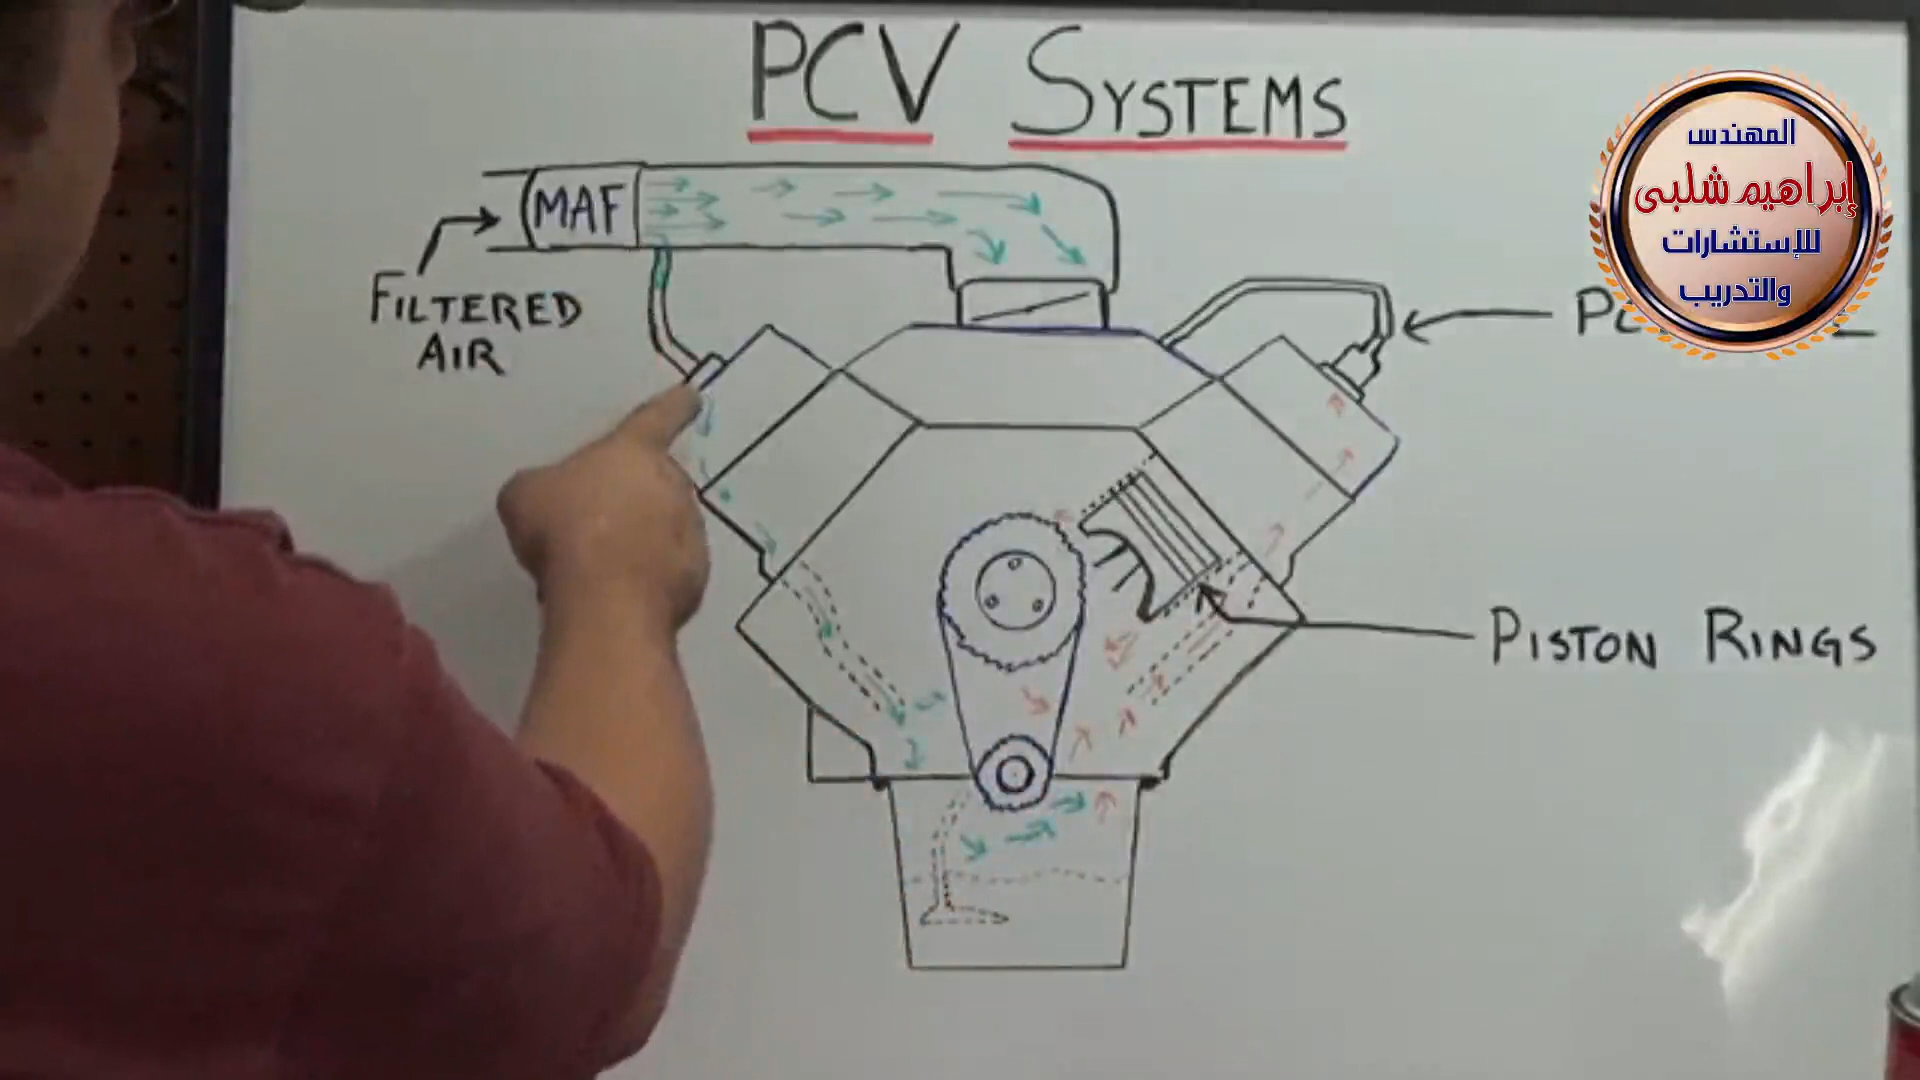 PCV SYSTEMS
المهندس
إبراهيم شلبى
للإستشارات
والتدريب
MAF
FILTERED
AIR
PISTON RINGS